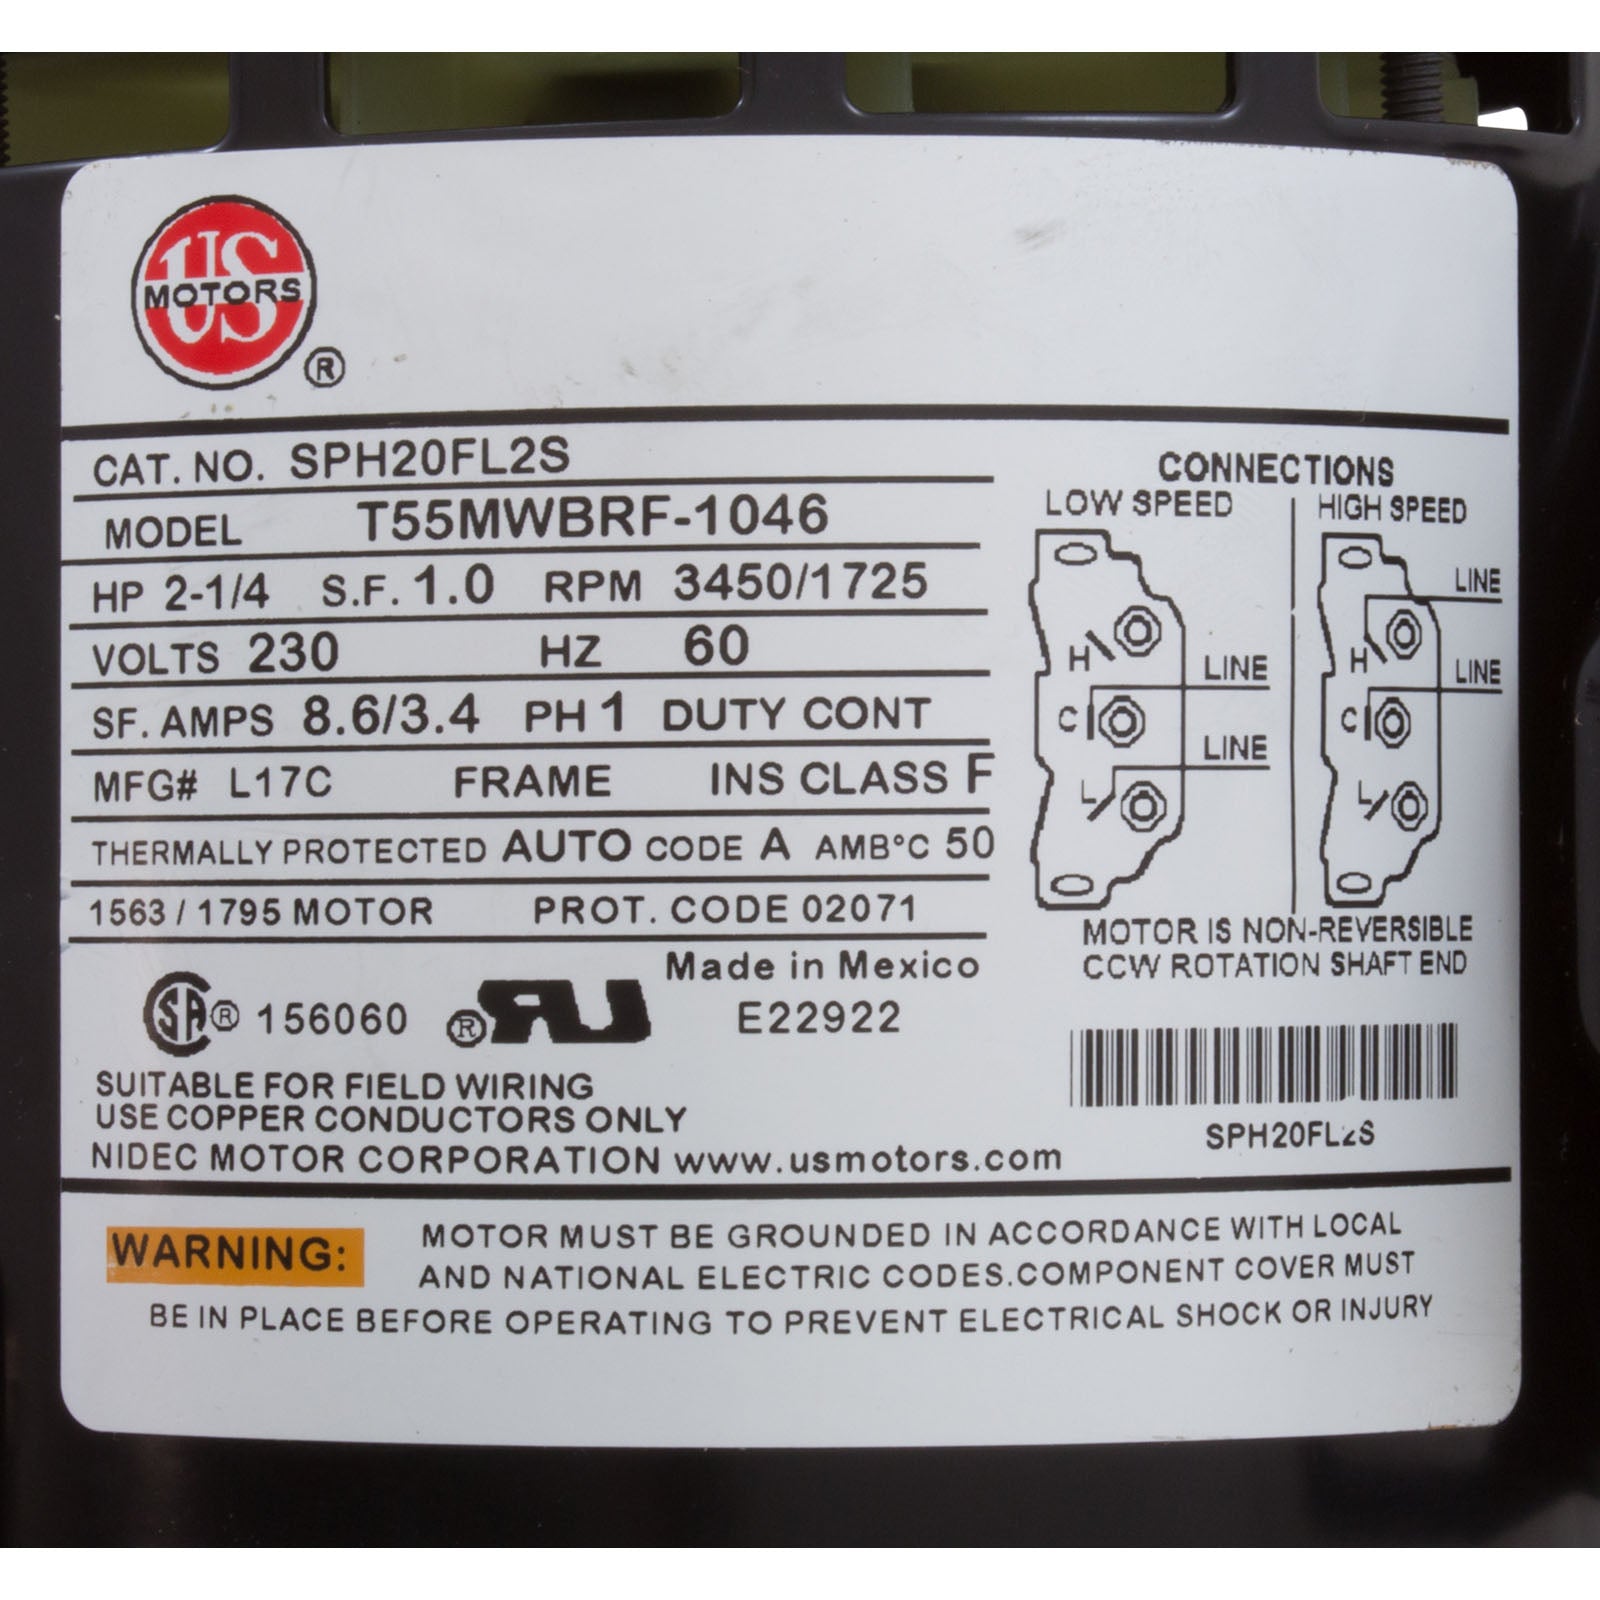 US
MOTORS
®
CAT. NO. SPH20FL2S
MODEL T55MWBRF-1046
HP 2-1/4 S.F. 1.0 RPM 3450/1725
VOLTS 230 HZ 60
SF. AMPS 8.6/3.4 PH 1 DUTY CONT
MFG# L17C FRAME INS CLASS F
THERMALLY PROTECTED AUTO CODE A AMB°C 50
1563 / 1795 MOTOR PROT. CODE 02071
Made in Mexico
SA ® 156060 ® UR E22922
SUITABLE FOR FIELD WIRING
USE COPPER CONDUCTORS ONLY
NIDEC MOTOR CORPORATION www.usmotors.com
CONNECTIONS
LOW SPEED
H
LINE
C
LINE
L
HIGH SPEED
LINE
H
LINE
C
L
MOTOR IS NON-REVERSIBLE
CCW ROTATION SHAFT END
SPH20FL2S
WARNING: MOTOR MUST BE GROUNDED IN ACCORDANCE WITH LOCAL
AND NATIONAL ELECTRIC CODES.COMPONENT COVER MUST
BE IN PLACE BEFORE OPERATING TO PREVENT ELECTRICAL SHOCK OR INJURY